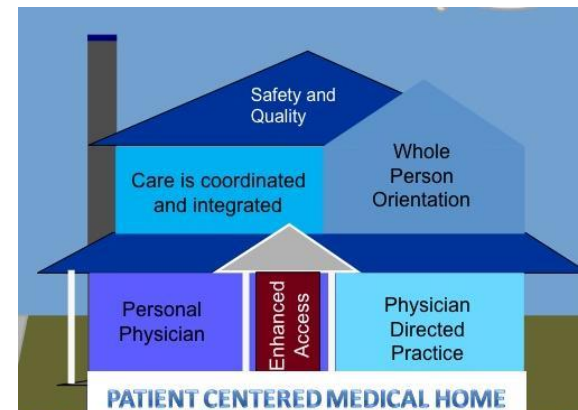 Safety and
Quality
Care is coordinated
and integrated
Whole
Person
Orientation
Personal
Physician
Enhanced
Access
Physician
Directed
Practice
PATIENT CENTERED MEDICAL HOME